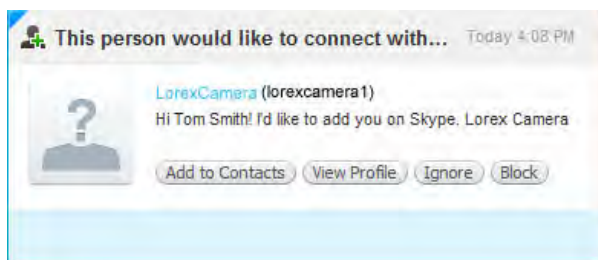 This person would like to connect with... Today 4:08 PM
LorexCamera (lorexcamera1)
Hi Tom Smith! I'd like to add you on Skype. Lorex Camera
Add to Contacts View Profile Ignore Block